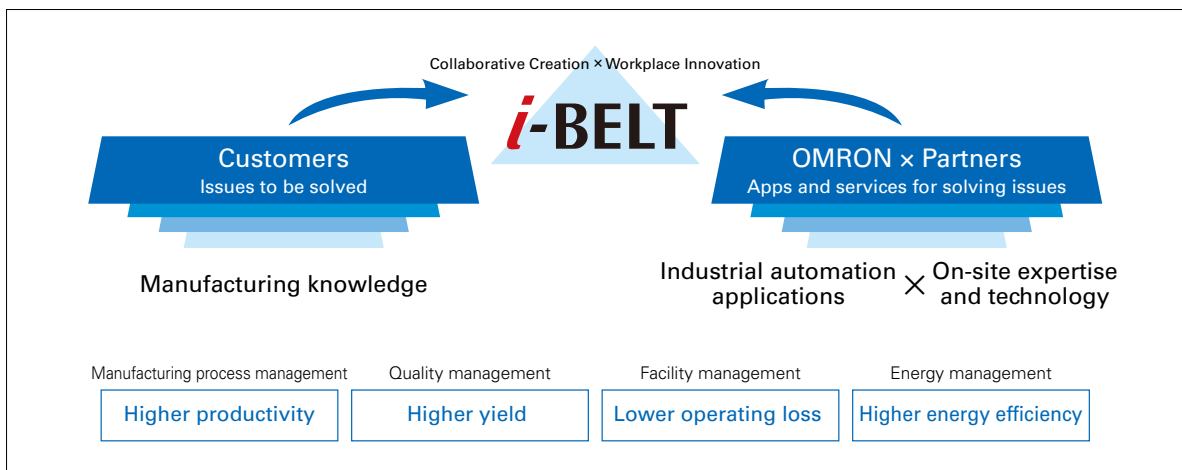 Collaborative Creation × Workplace Innovation
i-BELT
Customers
Issues to be solved
OMRON × Partners
Apps and services for solving issues
Manufacturing knowledge
Industrial automation
applications
×
On-site expertise
and technology
Manufacturing process management
Higher productivity
Quality management
Higher yield
Facility management
Lower operating loss
Energy management
Higher energy efficiency